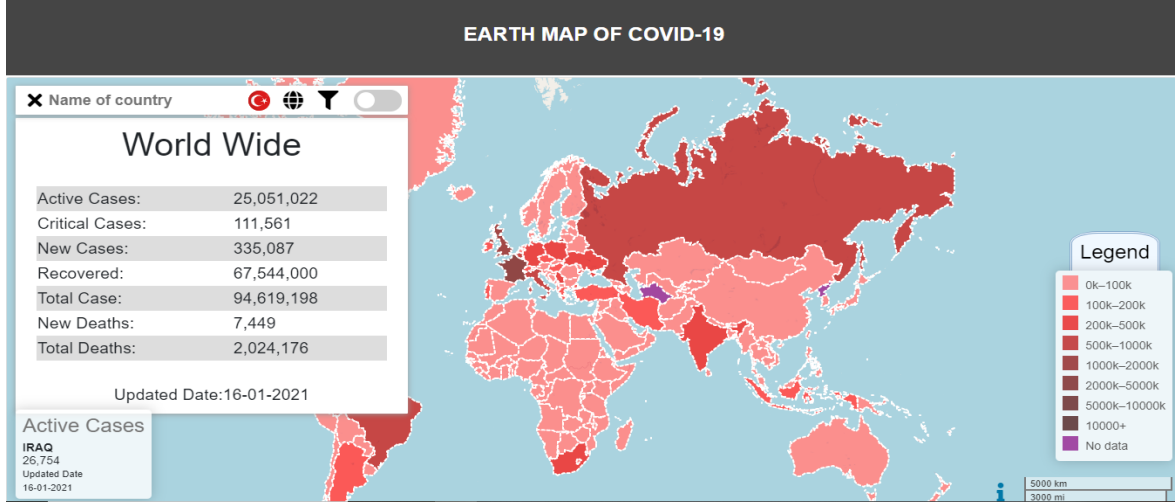 EARTH MAP OF COVID-19
Name of country
World Wide
Active Cases: 25,051,022
Critical Cases: 111,561
New Cases: 335,087
Recovered: 67,544,000
Total Case: 94,619,198
New Deaths: 7,449
Total Deaths: 2,024,176
Updated Date:16-01-2021
Active Cases
IRAQ
26,754
Updated Date
16-01-2021
Legend
0k–100k
100k–200k
200k–500k
500k–1000k
1000k–2000k
2000k–5000k
5000k–10000k
10000+
No data
5000 km
3000 mi